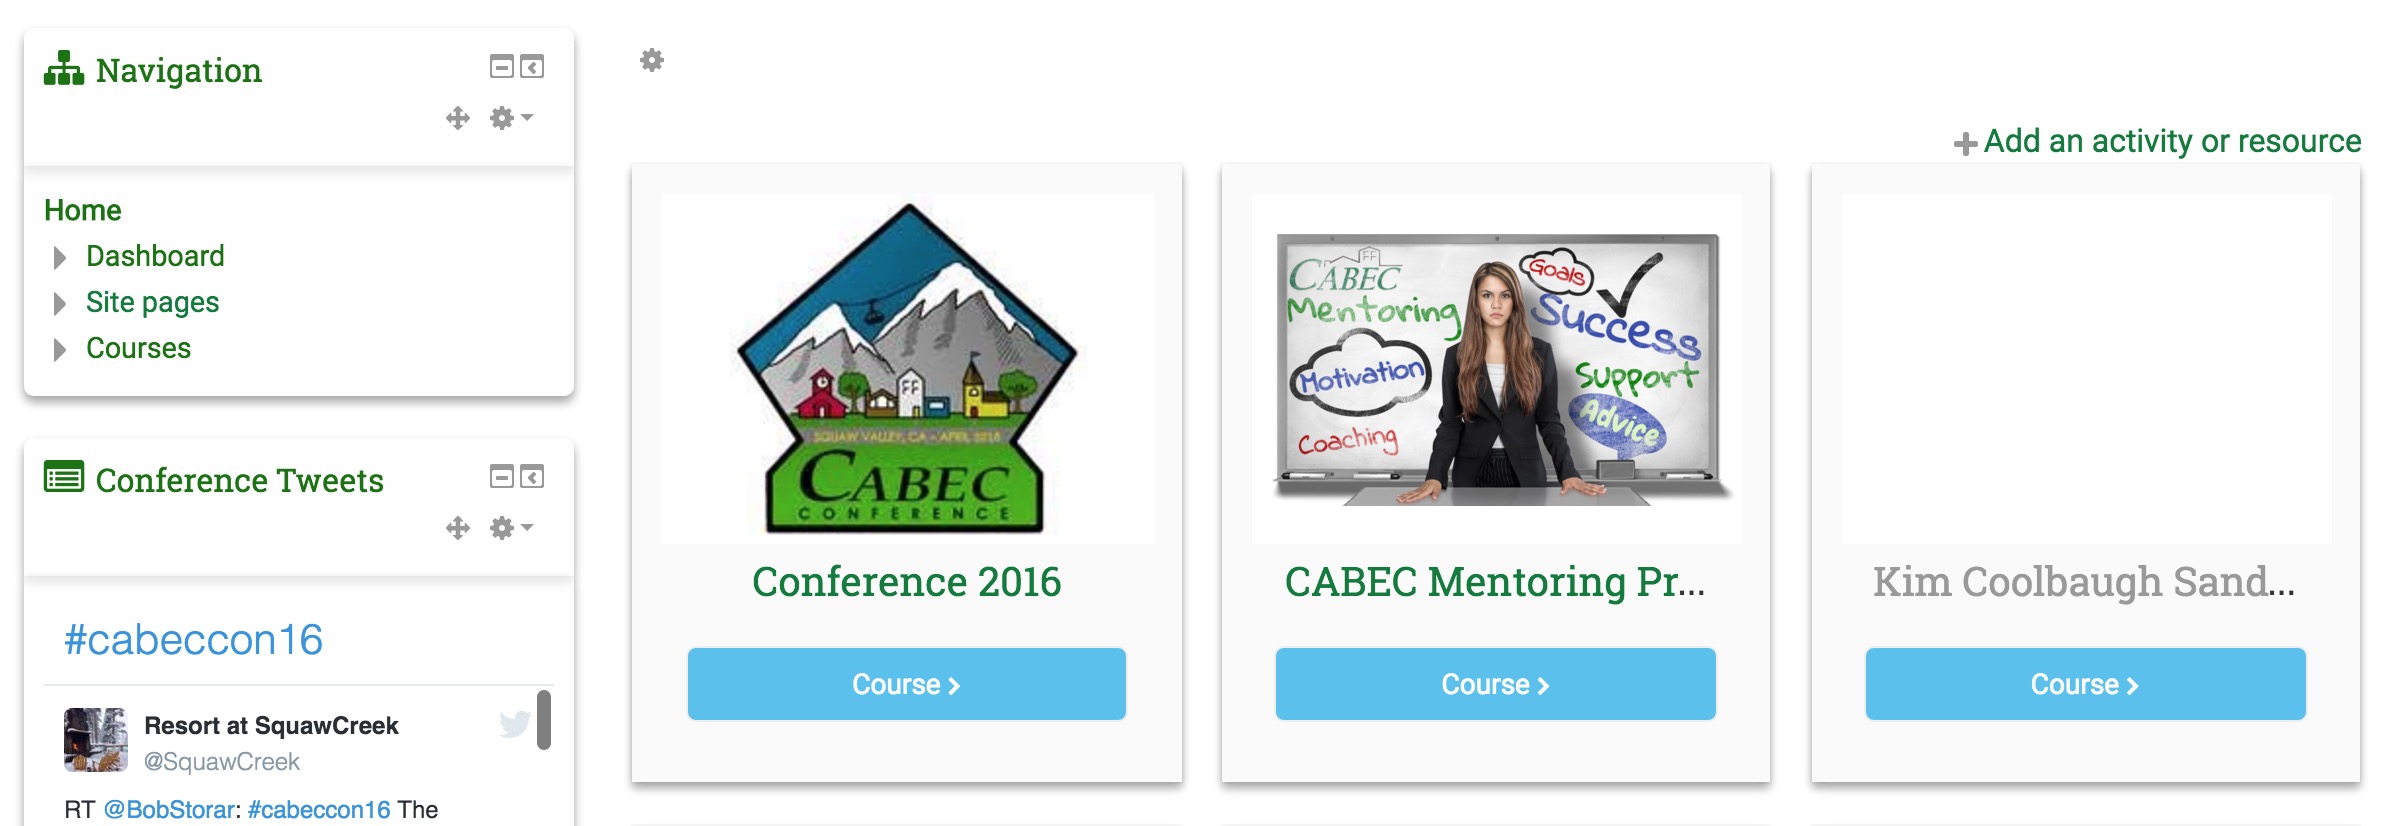 Navigation
Home
Dashboard
Site pages
Courses
Conference Tweets
#cabeccon16
Resort at SquawCreek
@SquawCreek
RT @BobStorar: #cabeccon16 The
Add an activity or resource
SQUAW VALLEY, CA - APRIL 2016
CABEC
CONFERENCE
Conference 2016
Course
CABEC
Mentoring
Motivation
Coaching
Goals
Success
Support
Advice
CABEC Mentoring Pr...
Course
Kim Coolbaugh Sand...
Course